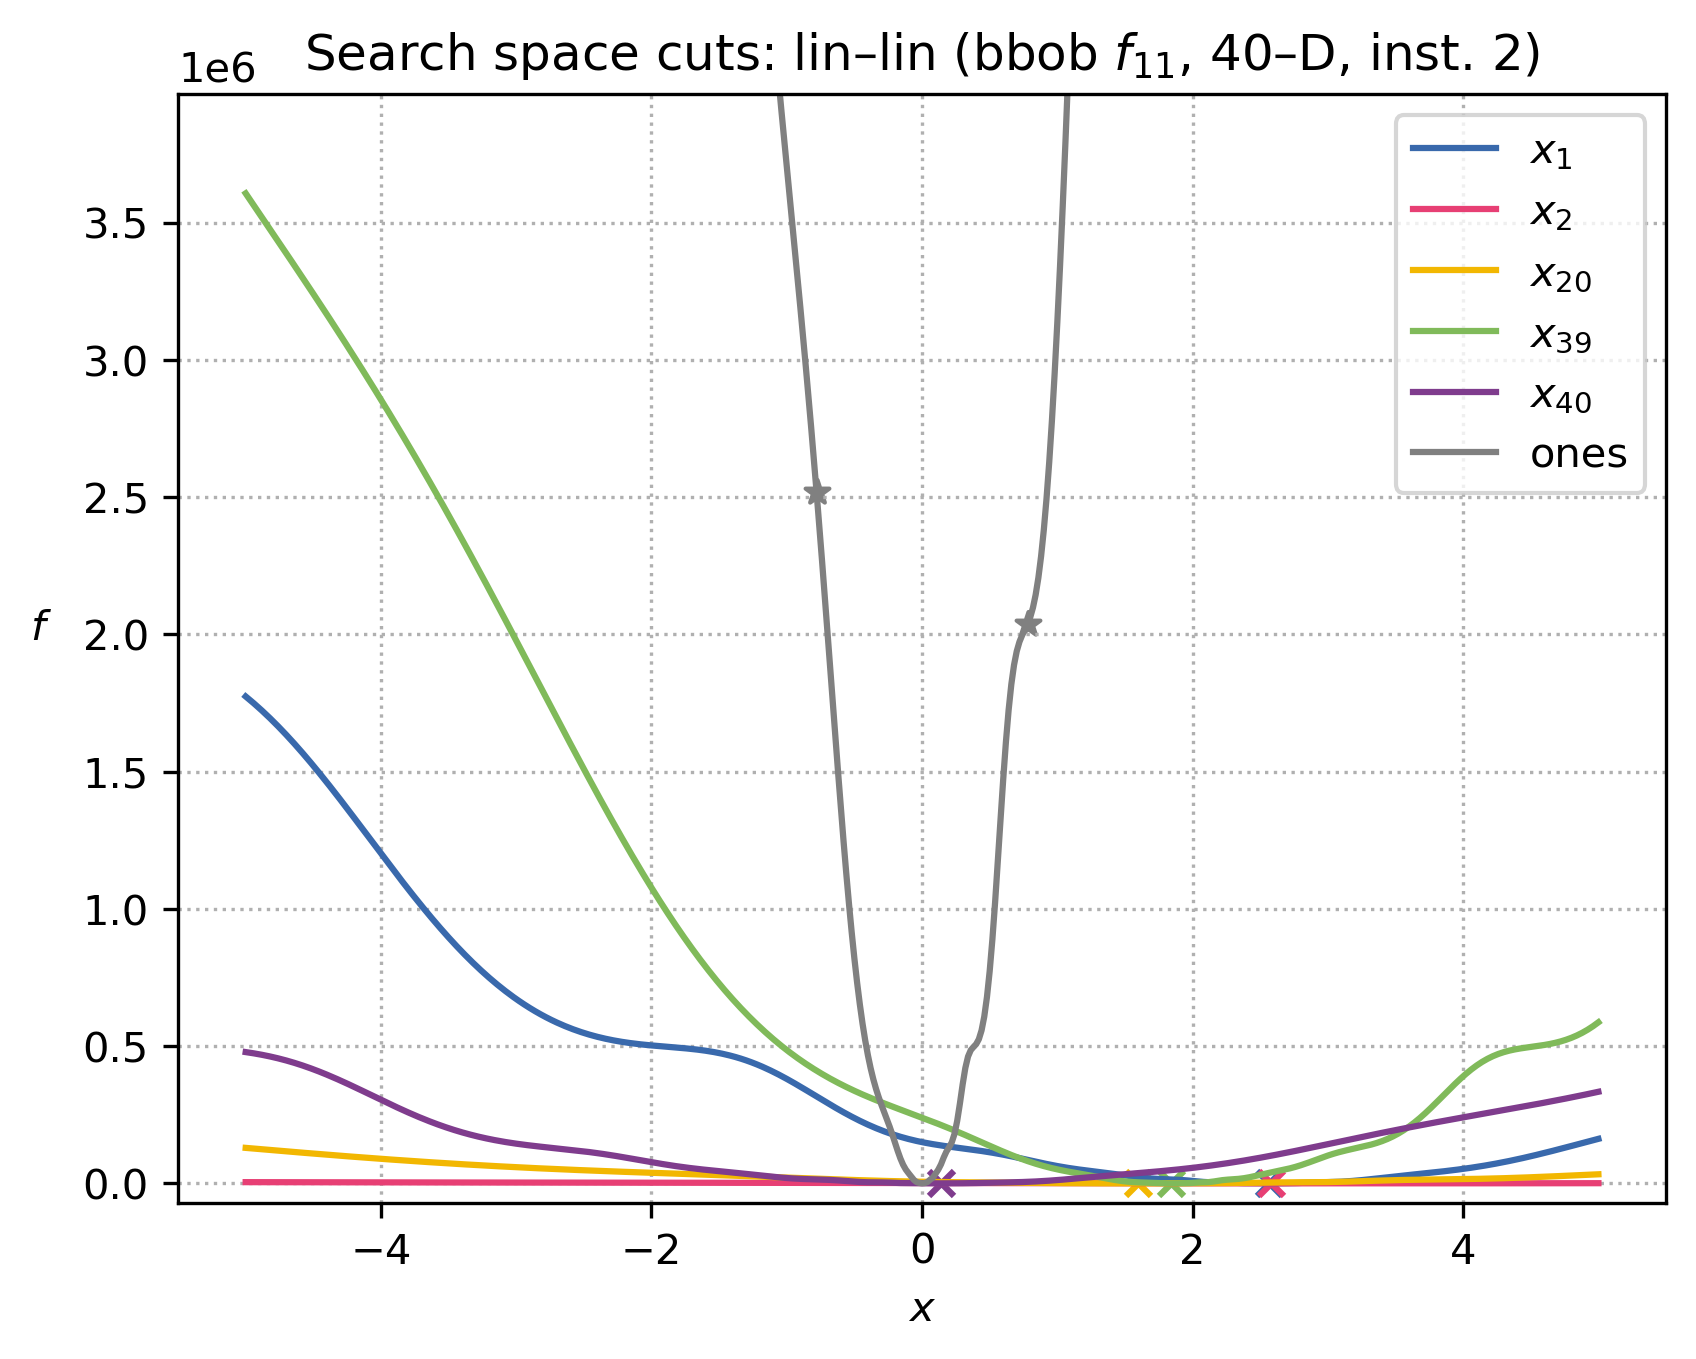 Search space cuts: lin–lin (bbob f₁₁, 40–D, inst. 2)
1e6
3.5
3.0
2.5
2.0
1.5
1.0
0.5
0.0
f
−4 −2 0 2 4
x
x₁
x₂
x₂₀
x₃₉
x₄₀
ones